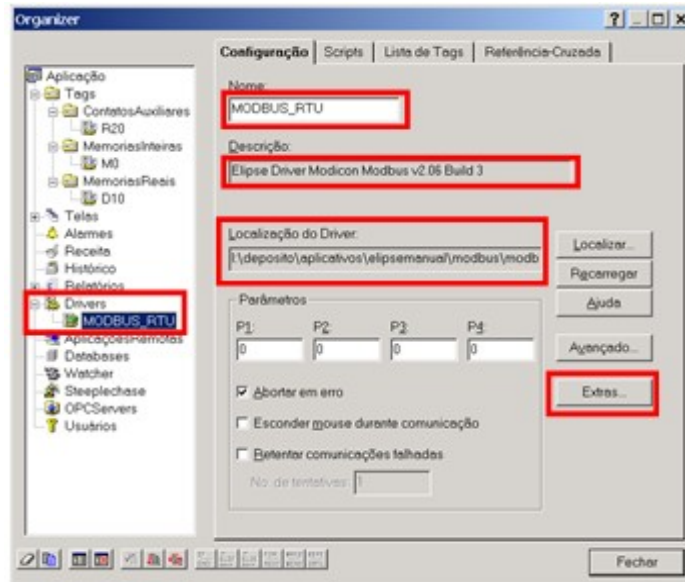 Organizer
Configuração
Scripts
Lista de Tags
Referência-Cruzada
Aplicação
Tags
ContatosAuxiliares
R20
MemoriasInteiras
M0
MemoriasReais
D10
Telas
Alarmes
Receita
Histórico
Relatórios
Drivers
MODBUS_RTU
AplicaçõesRemotas
Databases
Watcher
Steeplechase
OPCServers
Usuários
Nome:
MODBUS_RTU
Descrição:
Elipse Driver Modicon Modbus v2.06 Build 3
Localização do Driver:
I:\deposito\aplicativos\elipsemanual\modbus\modb
Localizar...
Recarregar
Ajuda
Avançado...
Extras...
Parâmetros
P1: P2: P3: P4:
0 0 0 0
Abortar em erro
Esconder mouse durante comunicação
Retentar comunicações falhadas
No. de tentativas: 1
Fechar